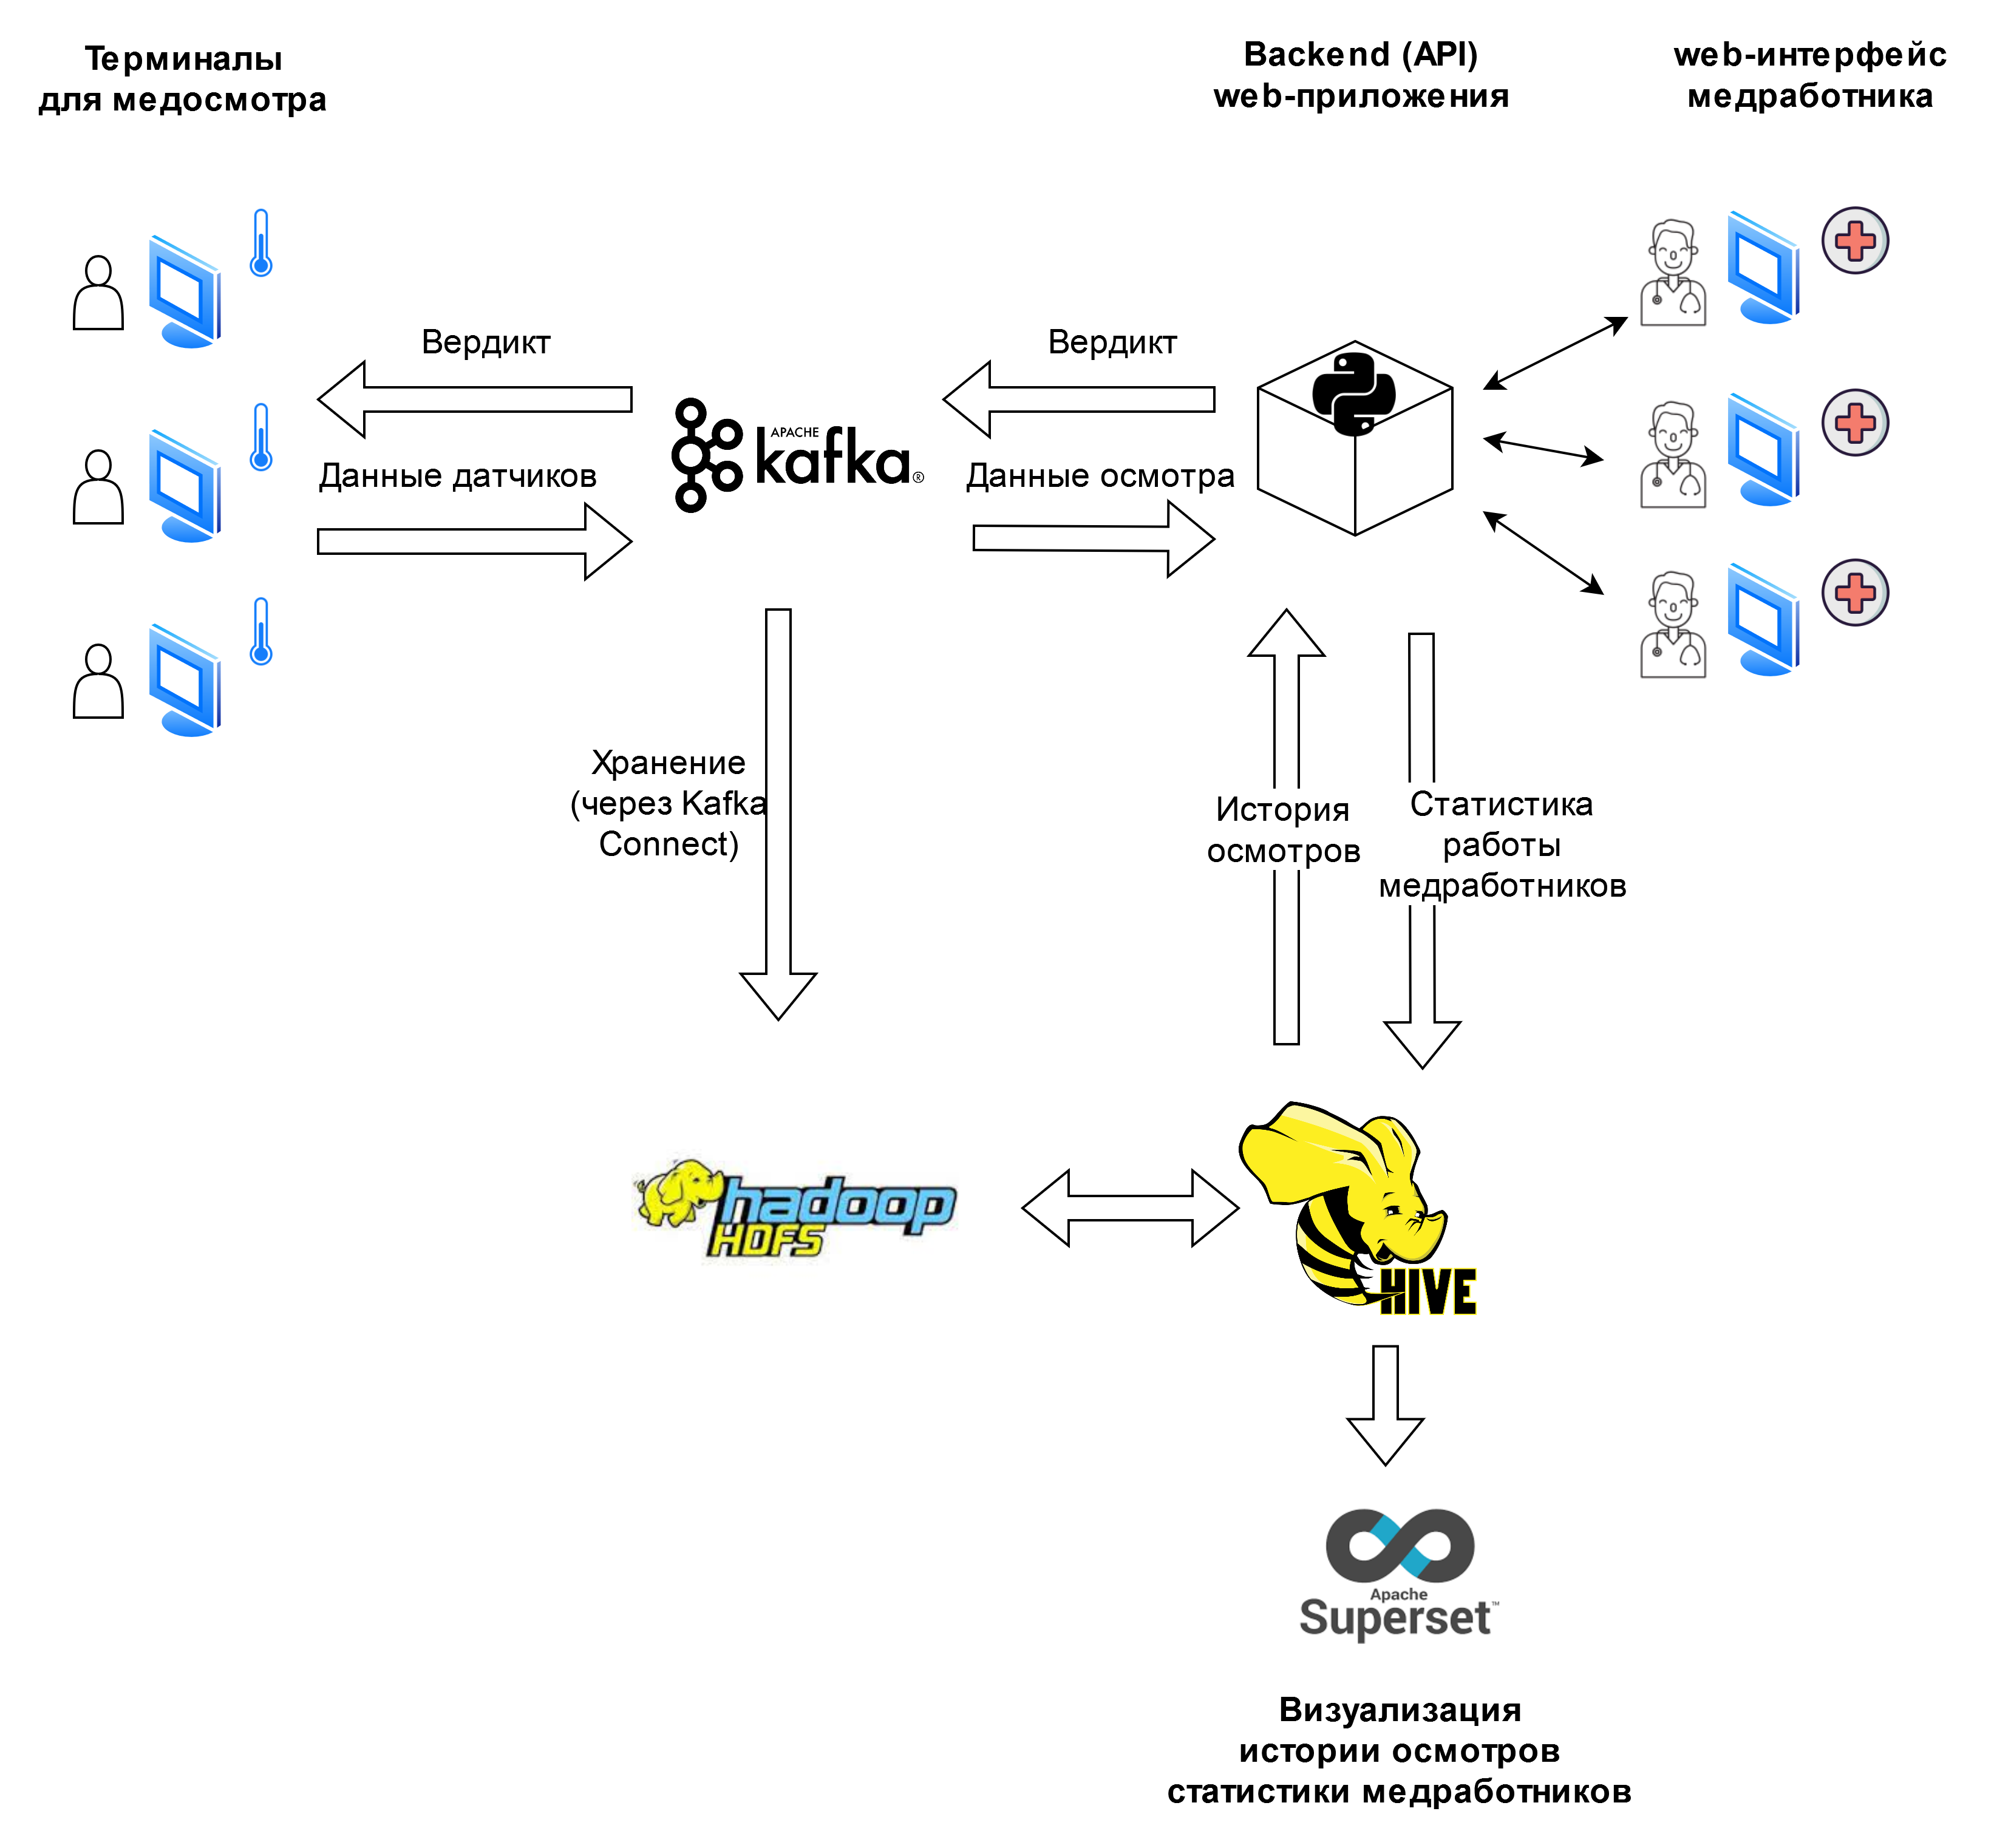 Терминалы
для медосмотра
Backend (API)
web-приложения
web-интерфейс
медработника
Вердикт
Вердикт
APACHE
kafka®
Данные датчиков
Данные осмотра
Хранение
(через Kafka
Connect)
История
осмотров
Статистика
работы
медработников
hadoop
HDFS
HIVE
Apache
Superset™
Визуализация
истории осмотров
статистики медработников